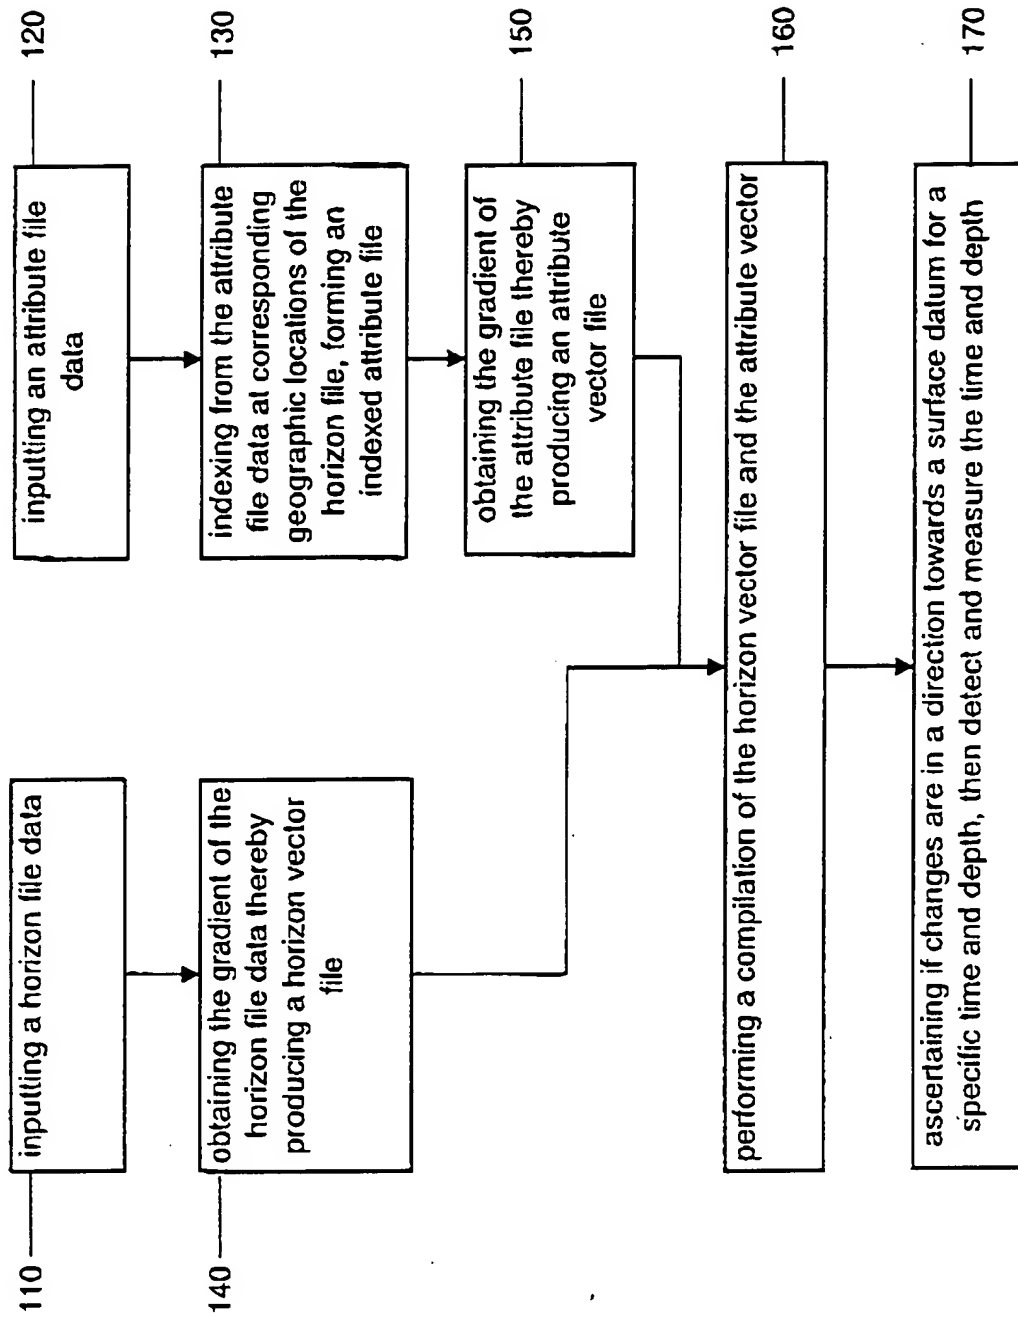 110
inputting a horizon file data
inputting an attribute file
data
120
indexing from the attribute
file data at corresponding
geographic locations of the
horizon file, forming an
indexed attribute file
130
140
obtaining the gradient of the
horizon file data thereby
producing a horizon vector
file
obtaining the gradient of
the attribute file thereby
producing an attribute
vector file
150
performing a compilation of the horizon vector file and the attribute vector
160
ascertaining if changes are in a direction towards a surface datum for a
specific time and depth, then detect and measure the time and depth
170